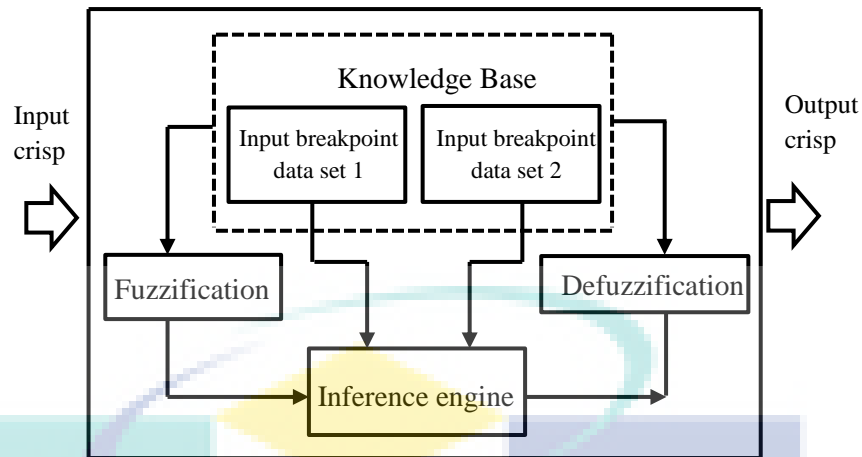 Knowledge Base
Input
crisp
Input breakpoint
data set 1
Input breakpoint
data set 2
Output
crisp
Fuzzification
Defuzzification
Inference engine